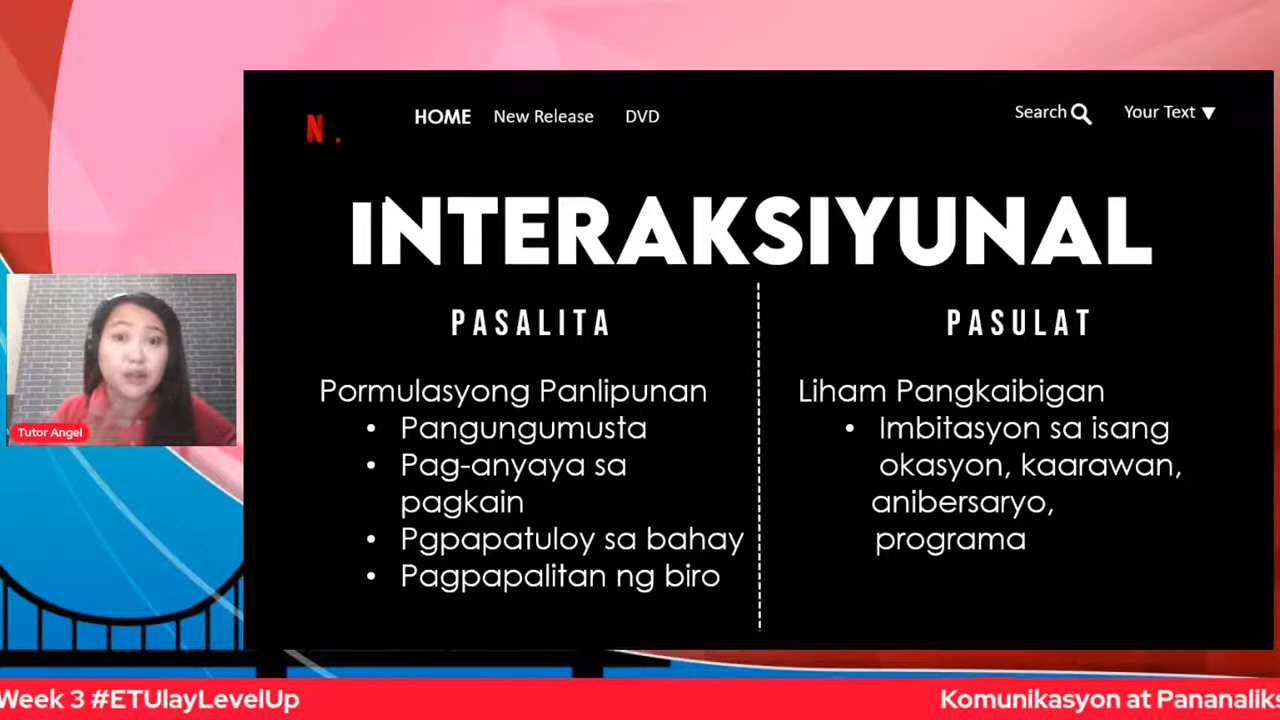 N .
HOME New Release DVD
Search Your Text
INTERAKSIYUNAL
PASALITA
Pormulasyong Panlipunan
• Pangungumusta
• Pag-anyaya sa
pagkain
• Pgpapatuloy sa bahay
• Pagpapalitan ng biro
PASULAT
Liham Pangkaibigan
• Imbitasyon sa isang
okasyon, kaarawan,
anibersaryo,
programa
Tutor Angel
Week 3 #ETUlayLevelUp
Komunikasyon at Pananaliks